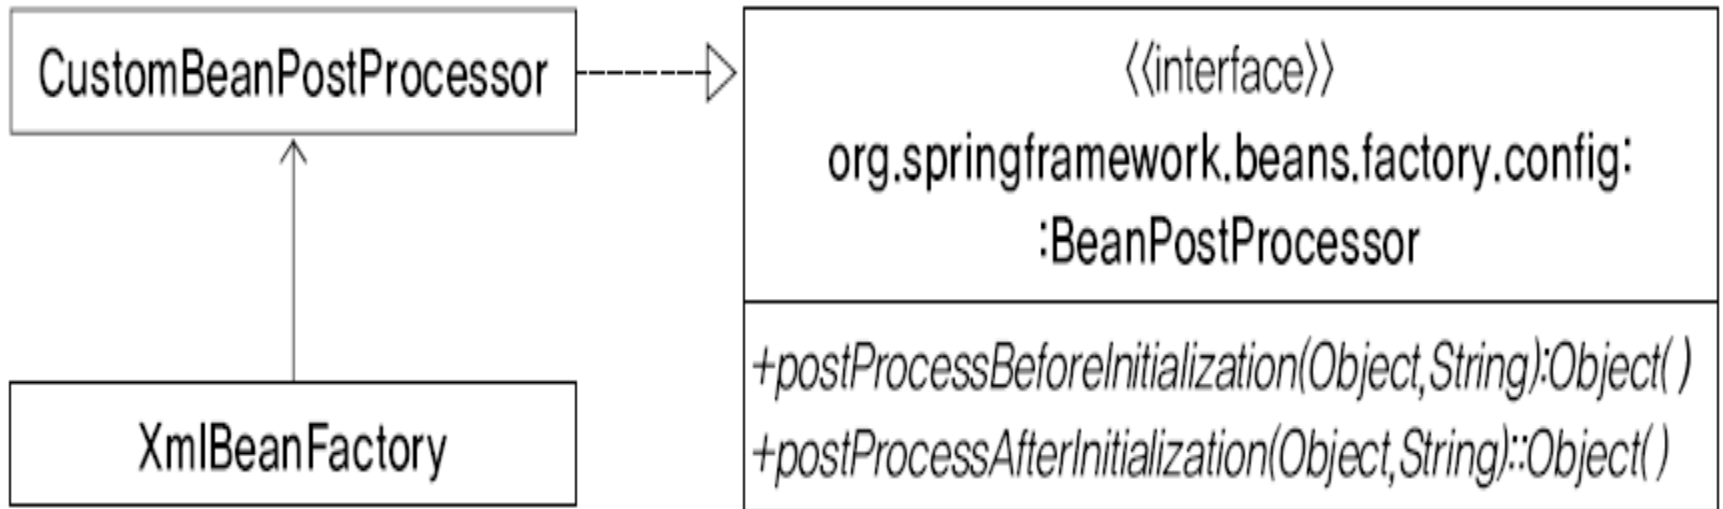 CustomBeanPostProcessor
XmlBeanFactory
⟨⟨interface⟩⟩
org.springframework.beans.factory.config:
:BeanPostProcessor
+postProcessBeforeInitialization(Object,String):Object( )
+postProcessAfterInitialization(Object,String)::Object( )